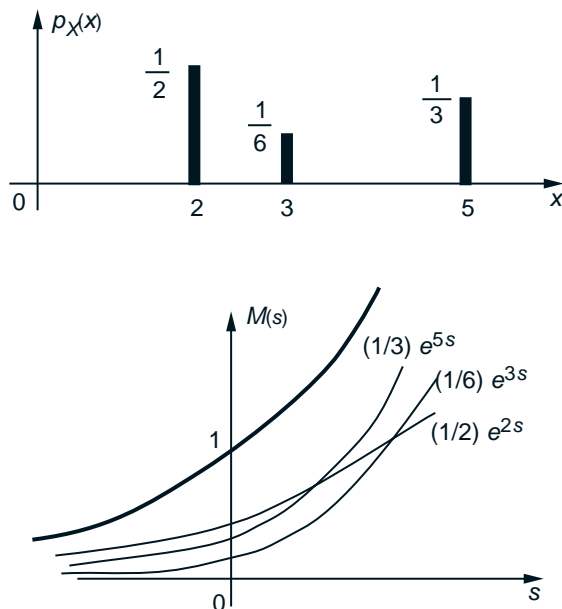 p_X(x)
1/2
1/6
1/3
0 2 3 5 x
M(s)
(1/3) e^{5s}
(1/6) e^{3s}
(1/2) e^{2s}
1
0 s